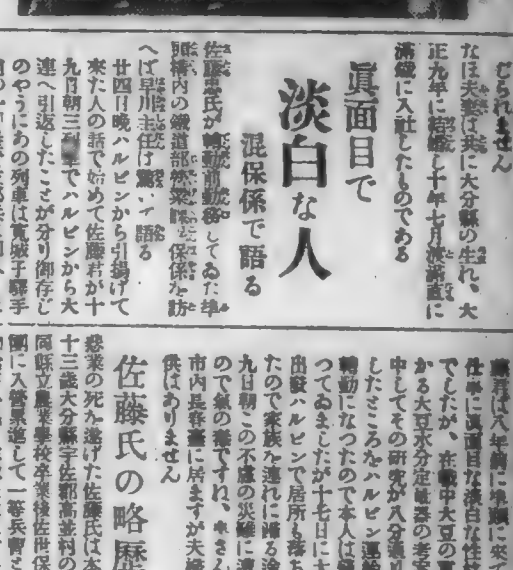 じられません
なほ夫妻は共に大分縣の生れ、大
正九年に結婚し十年七月渡満直に
滿鐵に入社したものである
眞面目で
淡白な人
混保係で語る
佐藤忠氏が轉勤前勤務してゐた埠
頭構内の鐵道部營業課混保係を訪
へば早川主任は驚いて語る
廿四日晩ハルビンから引揚げて
來た人の話で始めて佐藤君が十
九日朝三列車でハルビンから大
連へ引返したことが分り御存じ
のやうにあの列車は寛城子驛手
藤君は八年前に埠頭に來て
仕事に眞面目な淡白な性格
でしたが、在職中大豆の
かる大豆水分定量器の考案
中してその研究が八分通り
したところをハルビン運輸
轉勤になつたので本人は
つてゐましたが十七日に
出發ハルビンで居所も落ち
たので家族を連れに歸る途
九日朝この不慮の災難に遭
ので氣の毒ですね、奥さん
市内長春臺に居ますが夫婦
供はありません
佐藤氏の略歴
悲業の死を遂げた佐藤氏は本
十三歳大分縣宇佐郡高並村の
同縣立農業學校卒業後佐世保
團に入營累進して一等兵曹と